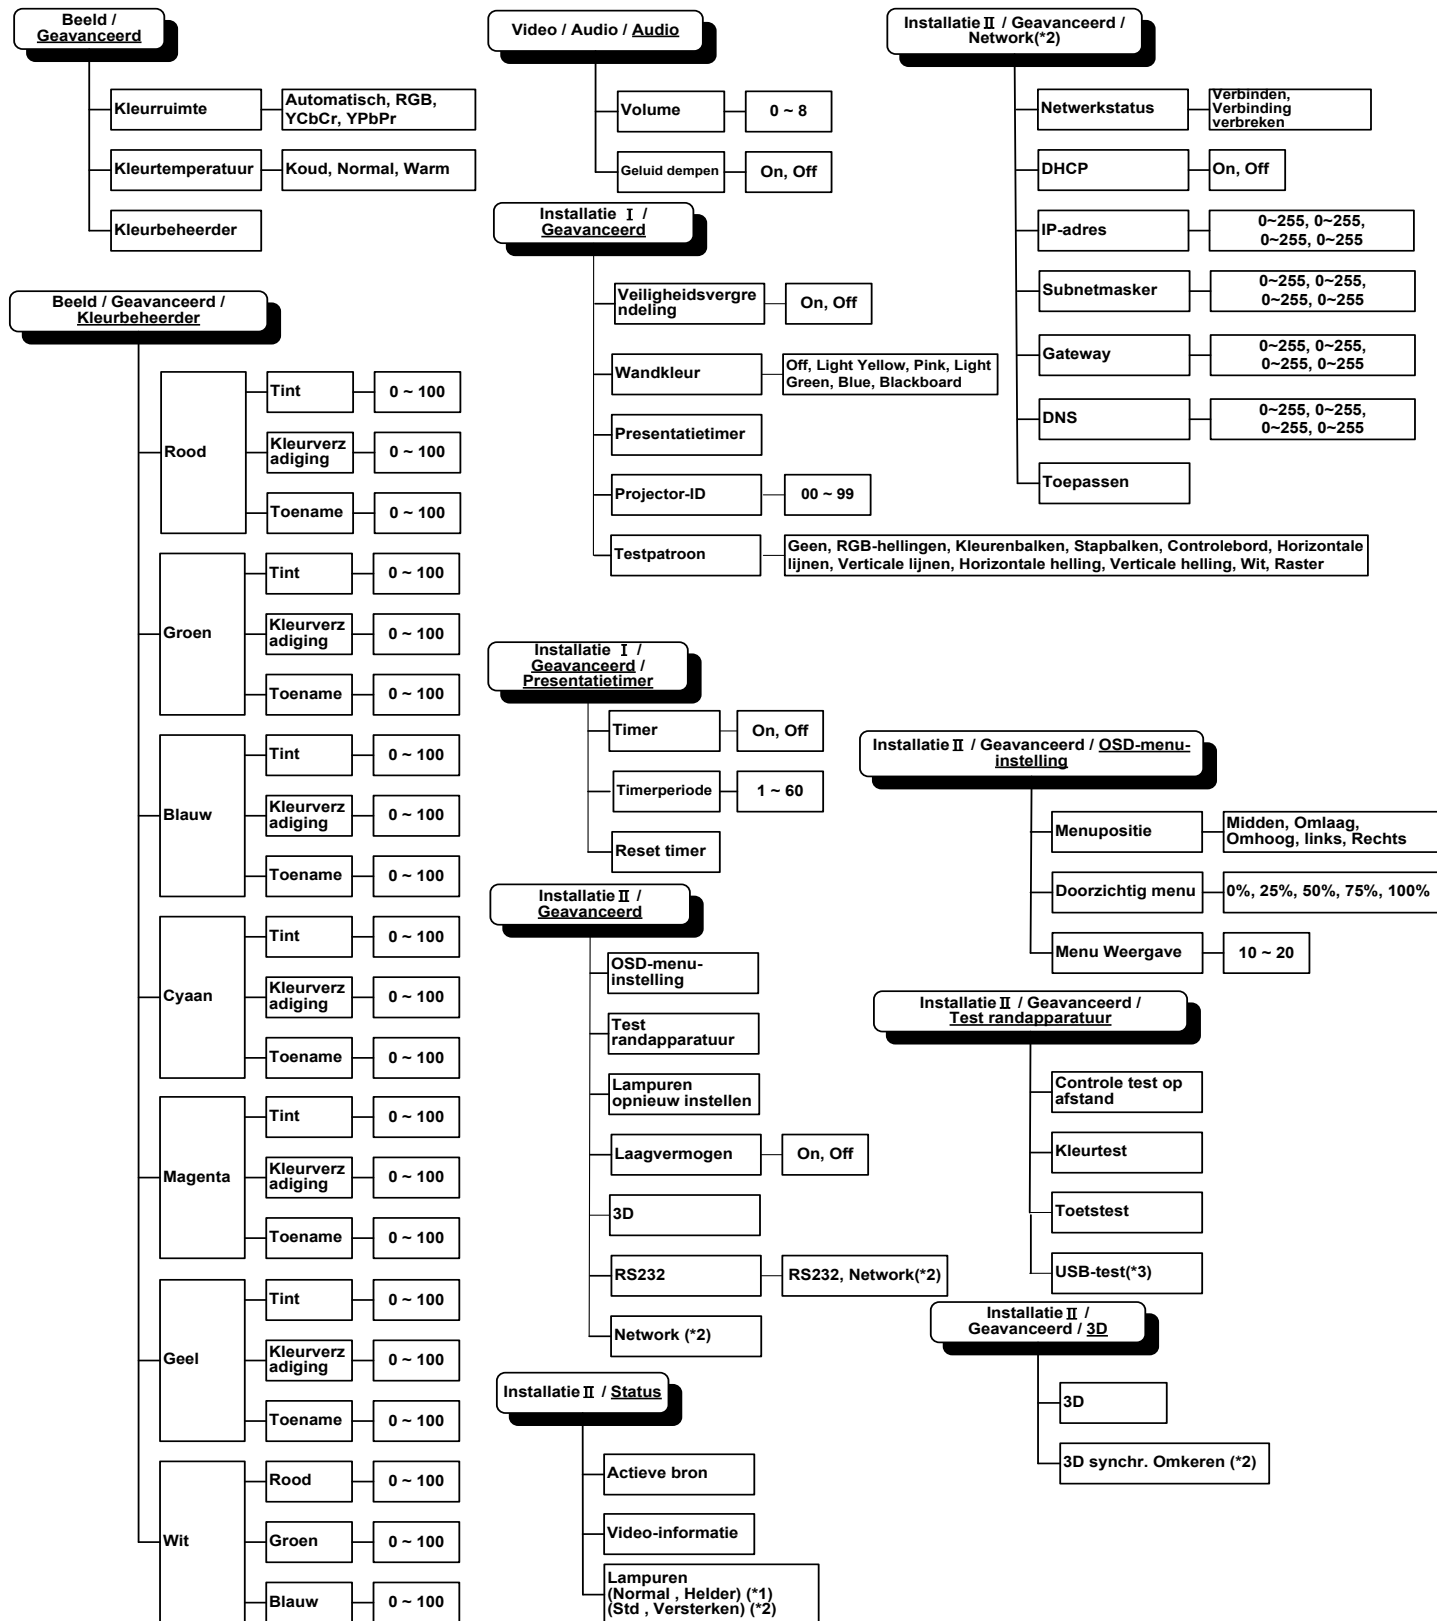 Beeld /
Geavanceerd
Kleurruimte
Automatisch, RGB,
YCbCr, YPbPr
Kleurtemperatuur
Koud, Normal, Warm
Kleurbeheerder
Beeld / Geavanceerd /
Kleurbeheerder
Rood
Tint
0 ~ 100
Kleurverz
adiging
0 ~ 100
Toename
0 ~ 100
Groen
Tint
0 ~ 100
Kleurverz
adiging
0 ~ 100
Toename
0 ~ 100
Blauw
Tint
0 ~ 100
Kleurverz
adiging
0 ~ 100
Toename
0 ~ 100
Cyaan
Tint
0 ~ 100
Kleurverz
adiging
0 ~ 100
Toename
0 ~ 100
Magenta
Tint
0 ~ 100
Kleurverz
adiging
0 ~ 100
Toename
0 ~ 100
Geel
Tint
0 ~ 100
Kleurverz
adiging
0 ~ 100
Toename
0 ~ 100
Wit
Rood
0 ~ 100
Groen
0 ~ 100
Blauw
0 ~ 100
Video / Audio / Audio
Volume
0 ~ 8
Geluid dempen
On, Off
Installatie I /
Geavanceerd
Veiligheidsvergre
ndeling
On, Off
Wandkleur
Off, Light Yellow, Pink, Light
Green, Blue, Blackboard
Presentatietimer
Projector-ID
00 ~ 99
Testpatroon
Geen, RGB-hellingen, Kleurenbalken, Stapbalken, Controlebord, Horizontale
lijnen, Verticale lijnen, Horizontale helling, Verticale helling, Wit, Raster
Installatie I /
Geavanceerd /
Presentatietimer
Timer
On, Off
Timerperiode
1 ~ 60
Reset timer
Installatie II /
Geavanceerd
OSD-menu-
instelling
Test
randapparatuur
Lampuren
opnieuw instellen
Laagvermogen
On, Off
3D
RS232
RS232, Network(*2)
Network (*2)
Installatie II / Status
Actieve bron
Video-informatie
Lampuren
(Normal , Helder) (*1)
(Std , Versterken) (*2)
Installatie II / Geavanceerd /
Network(*2)
Netwerkstatus
Verbinden,
Verbinding
verbreken
DHCP
On, Off
IP-adres
0~255, 0~255,
0~255, 0~255
Subnetmasker
0~255, 0~255,
0~255, 0~255
Gateway
0~255, 0~255,
0~255, 0~255
DNS
0~255, 0~255,
0~255, 0~255
Toepassen
Installatie II / Geavanceerd / OSD-menu-
instelling
Menupositie
Midden, Omlaag,
Omhoog, links, Rechts
Doorzichtig menu
0%, 25%, 50%, 75%, 100%
Menu Weergave
10 ~ 20
Installatie II / Geavanceerd /
Test randapparatuur
Controle test op
afstand
Kleurtest
Toetstest
USB-test(*3)
Installatie II /
Geavanceerd / 3D
3D
3D synchr. Omkeren (*2)